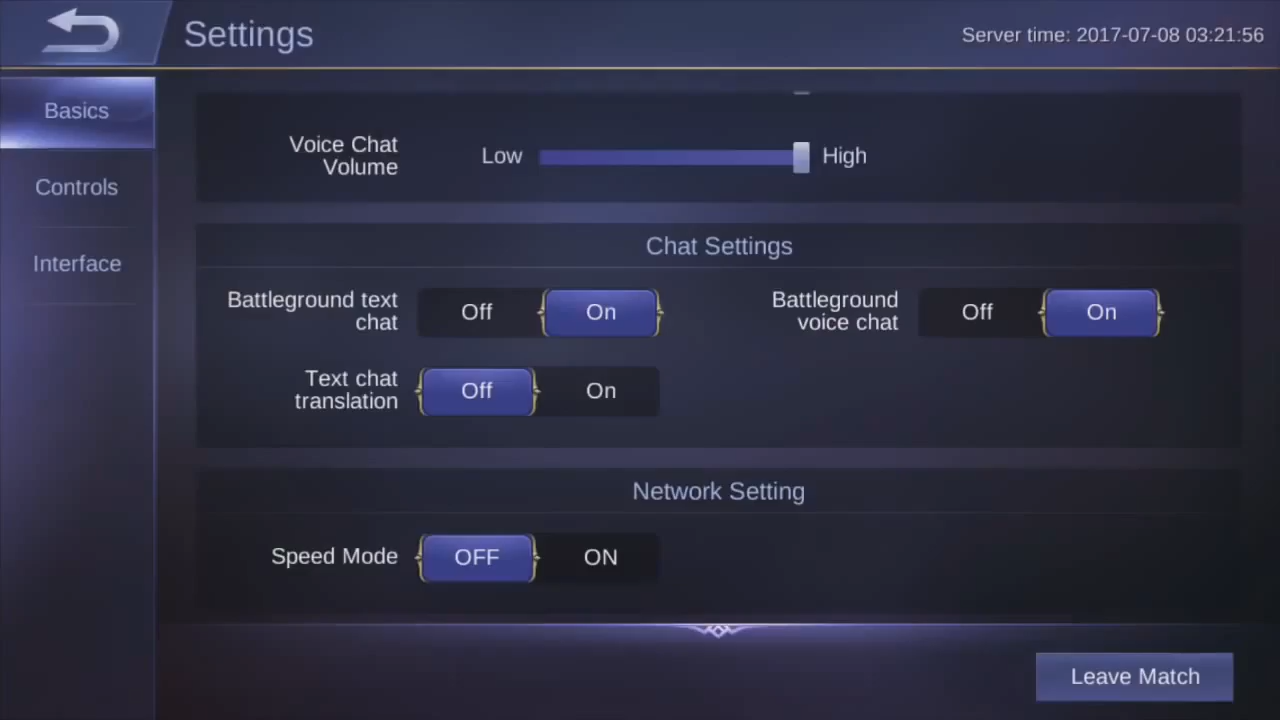 Settings
Server time: 2017-07-08 03:21:56
Basics
Controls
Interface
Voice Chat
Volume
Low
High
Chat Settings
Battleground text
chat
Off
On
Battleground
voice chat
Off
On
Text chat
translation
Off
On
Network Setting
Speed Mode
OFF
ON
Leave Match